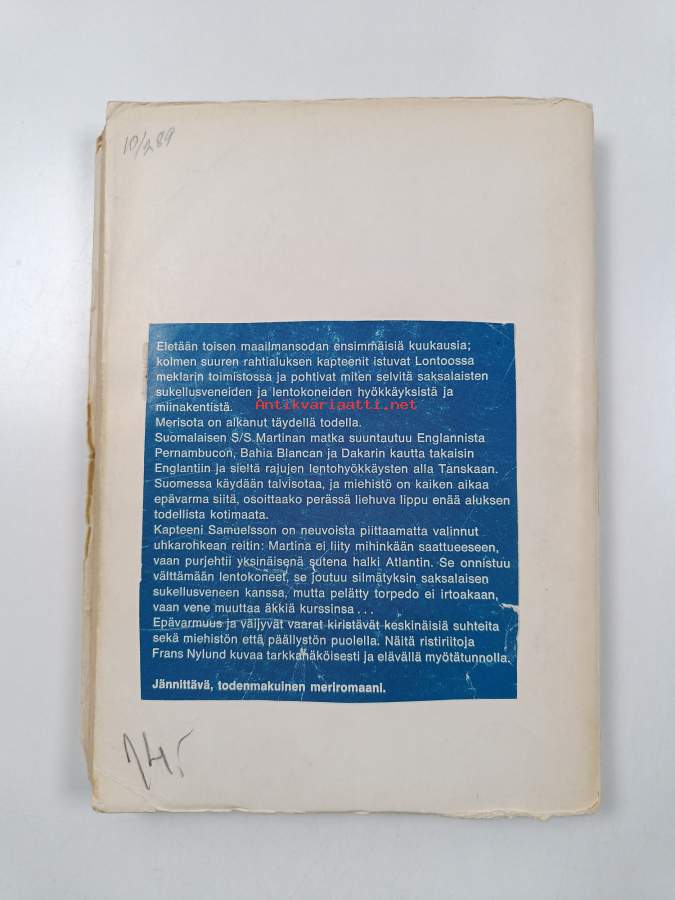 10/289
Eletään toisen maailmansodan ensimmäisiä kuukausia;
kolmen suuren rahtialuksen kapteenit istuvat Lontoossa
meklarin toimistossa ja pohtivat miten selvitä saksalaisten
sukellusveneiden ja lentokoneiden hyökkäyksistä ja
miinakentistä.
Antikvariaatti.net
Merisota on alkanut täydellä todella.
Suomalaisen S/S Martinan matka suuntautuu Englannista
Pernambucon, Bahia Blancan ja Dakarin kautta takaisin
Englantiin ja sieltä rajujen lentohyökkäysten alla Tanskaan.
Suomessa käydään talvisotaa, ja miehistö on kaiken aikaa
epävarma siitä, osoittaako perässä liehuva lippu enää aluksen
todellista kotimaata.
Kapteeni Samuelsson on neuvoista piittaamatta valinnut
uhkarohkean reitin: Martina ei liity mihinkään saattueeseen,
vaan purjehtii yksinäisenä sutena halki Atlantin. Se onnistuu
välttämään lentokoneet, se joutuu silmätyksin saksalaisen
sukellusveneen kanssa, mutta pelätty torpedo ei irtoakaan,
vaan vene muuttaa äkkiä kurssinsa . . .
Epävarmuus ja väijyvät vaarat kiristävät keskinäisiä suhteita
sekä miehistön että päällystön puolella. Näitä ristiriitoja
Frans Nylund kuvaa tarkkanäköisesti ja elävällä myötätunnolla.
Jännittävä, todenmakuinen meriromaani.